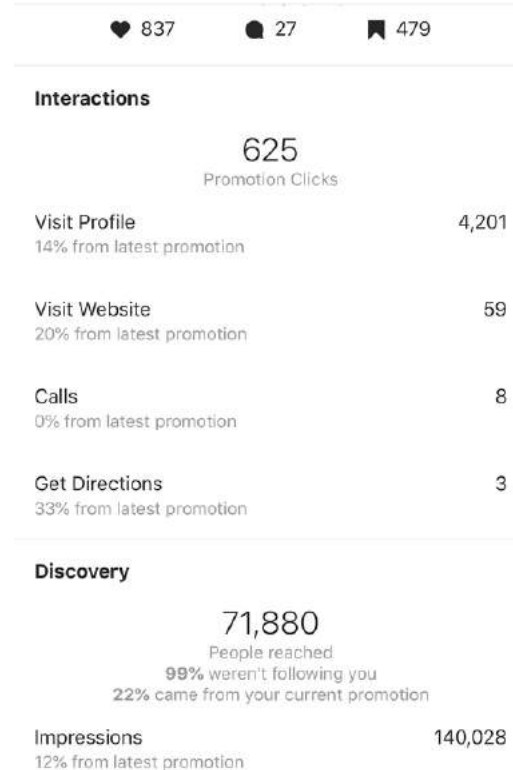 837 27 479
Interactions
625
Promotion Clicks
Visit Profile 4,201
14% from latest promotion
Visit Website 59
20% from latest promotion
Calls 8
0% from latest promotion
Get Directions 3
33% from latest promotion
Discovery
71,880
People reached
99% weren't following you
22% came from your current promotion
Impressions 140,028
12% from latest promotion